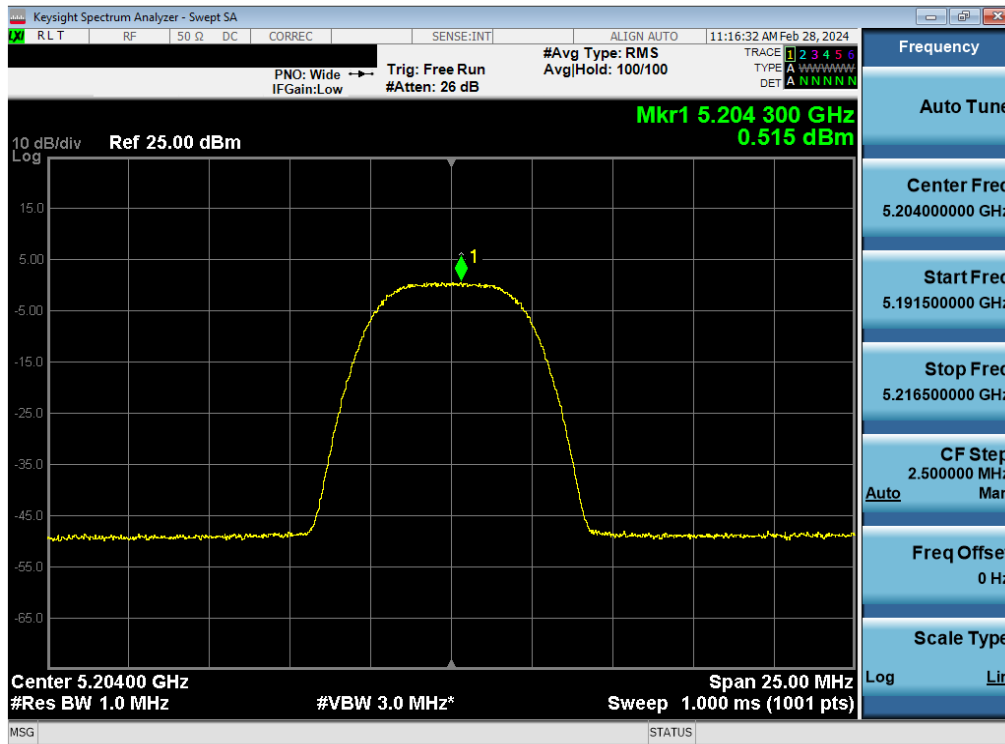 Keysight Spectrum Analyzer - Swept SA
LXI RLT RF 50 Ω DC CORREC SENSE:INT ALIGN AUTO 11:16:32 AM Feb 28, 2024
PNO: Wide
IFGain:Low
Trig: Free Run
#Atten: 26 dB
#Avg Type: RMS
Avg|Hold: 100/100
TRACE 1 2 3 4 5 6
TYPE A WWWWW
DET A N N N N N
Mkr1 5.204 300 GHz
0.515 dBm
10 dB/div Ref 25.00 dBm
Log
15.0
5.00
1
-5.00
-15.0
-25.0
-35.0
-45.0
-55.0
-65.0
Center 5.20400 GHz Span 25.00 MHz
#Res BW 1.0 MHz #VBW 3.0 MHz* Sweep 1.000 ms (1001 pts)
MSG STATUS
Frequency
Auto Tune
Center Freq
5.204000000 GHz
Start Freq
5.191500000 GHz
Stop Freq
5.216500000 GHz
CF Step
2.500000 MHz
Auto Man
Freq Offset
0 Hz
Scale Type
Log Lin